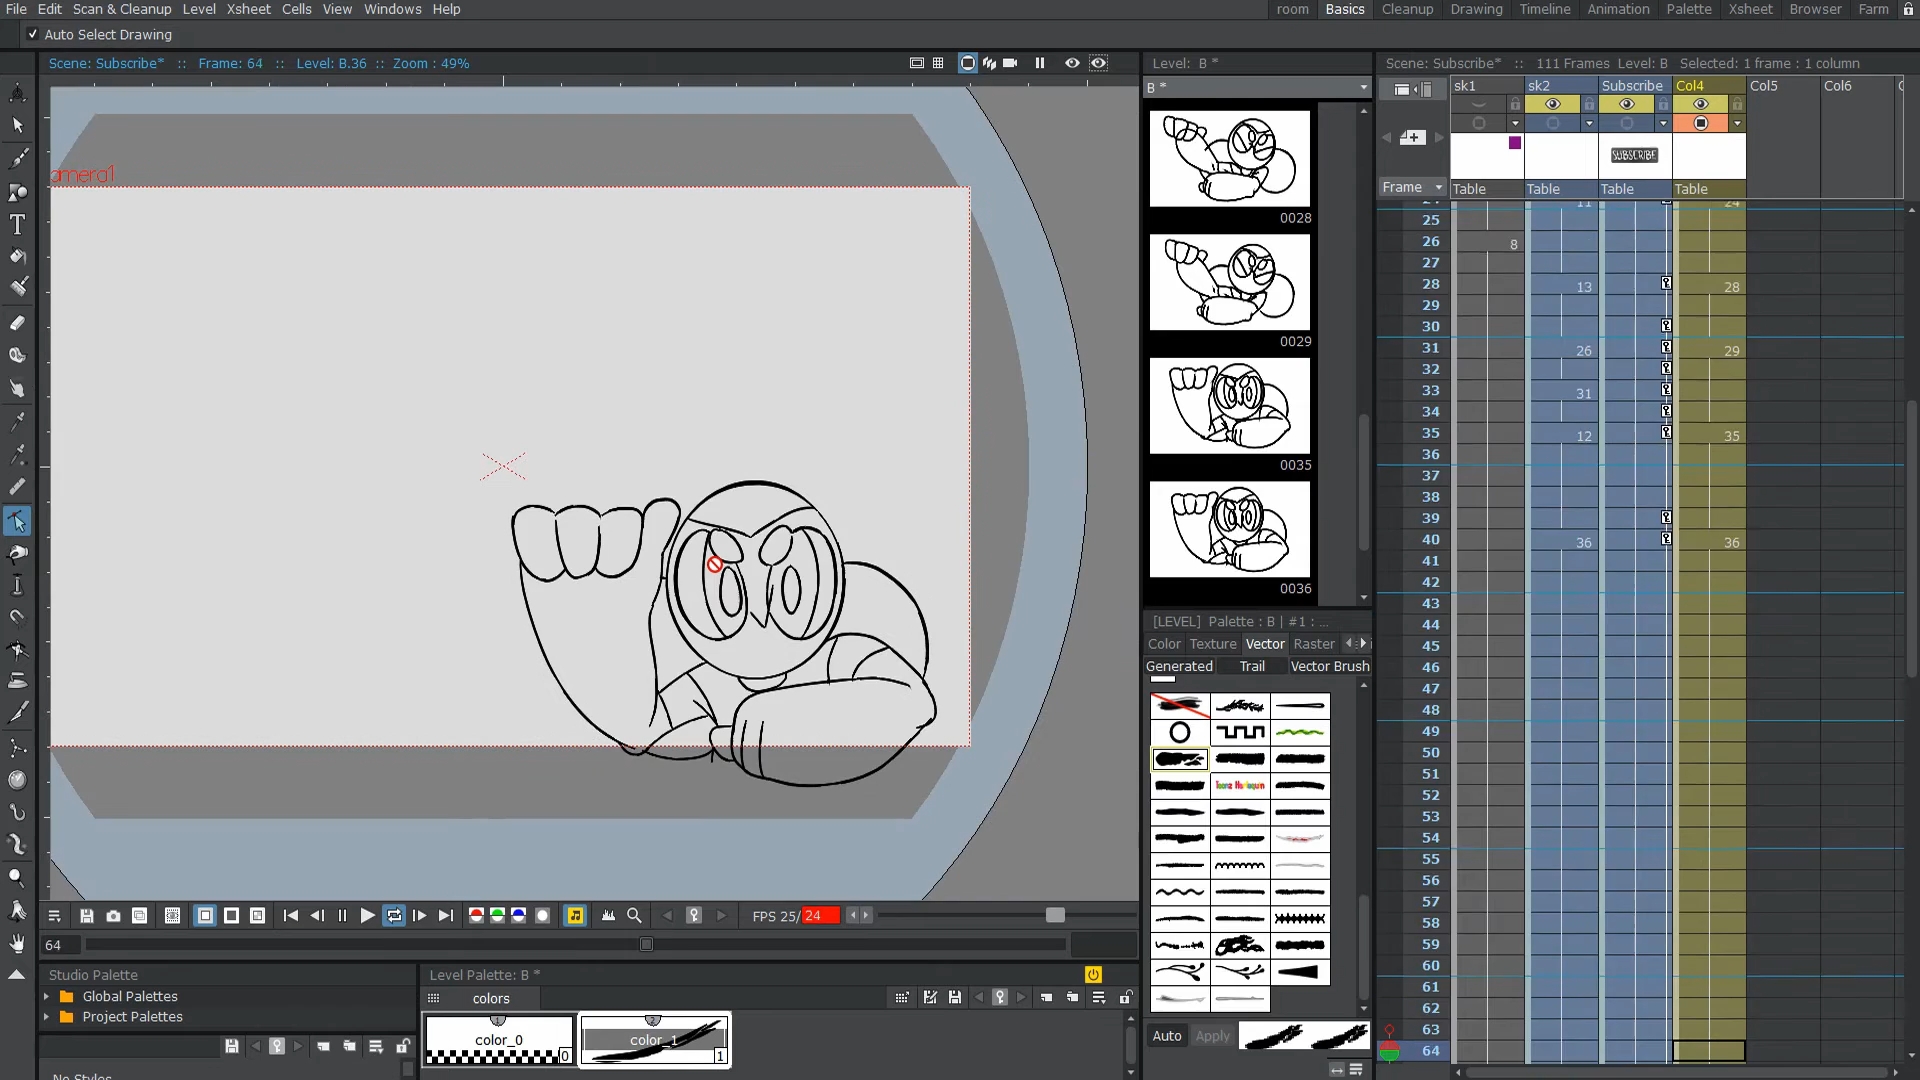 File Edit Scan & Cleanup Level Xsheet Cells View Windows Help
room Basics Cleanup Drawing Timeline Animation Palette Xsheet Browser Farm
Auto Select Drawing
Scene: Subscribe* :: Frame: 64 :: Level: B.36 :: Zoom : 49%
Level: B *
Scene: Subscribe* :: 111 Frames Level: B Selected: 1 frame : 1 column
B *
sk1 sk2 Subscribe Col4 Col5 Col6
SUBSCRIBE
amera1
Frame Table Table Table Table
0028
0029
0035
0036
11 24
25
26 8
27
28 13 28
29
30
31 26 29
32
33 31
34
35 12 35
36
37
38
39
40 36 36
41
42
43
44
45
46
47
48
49
50
51
52
53
54
55
56
57
58
59
60
61
62
63
64
[LEVEL] Palette : B | #1 : ...
Color Texture Vector Raster
Generated Trail Vector Brush
Toonz Harlequin
Auto Apply
FPS 25/24
64
Studio Palette
Global Palettes
Project Palettes
No Styles
Level Palette: B *
colors
1 2
color_0 color_1
0 1